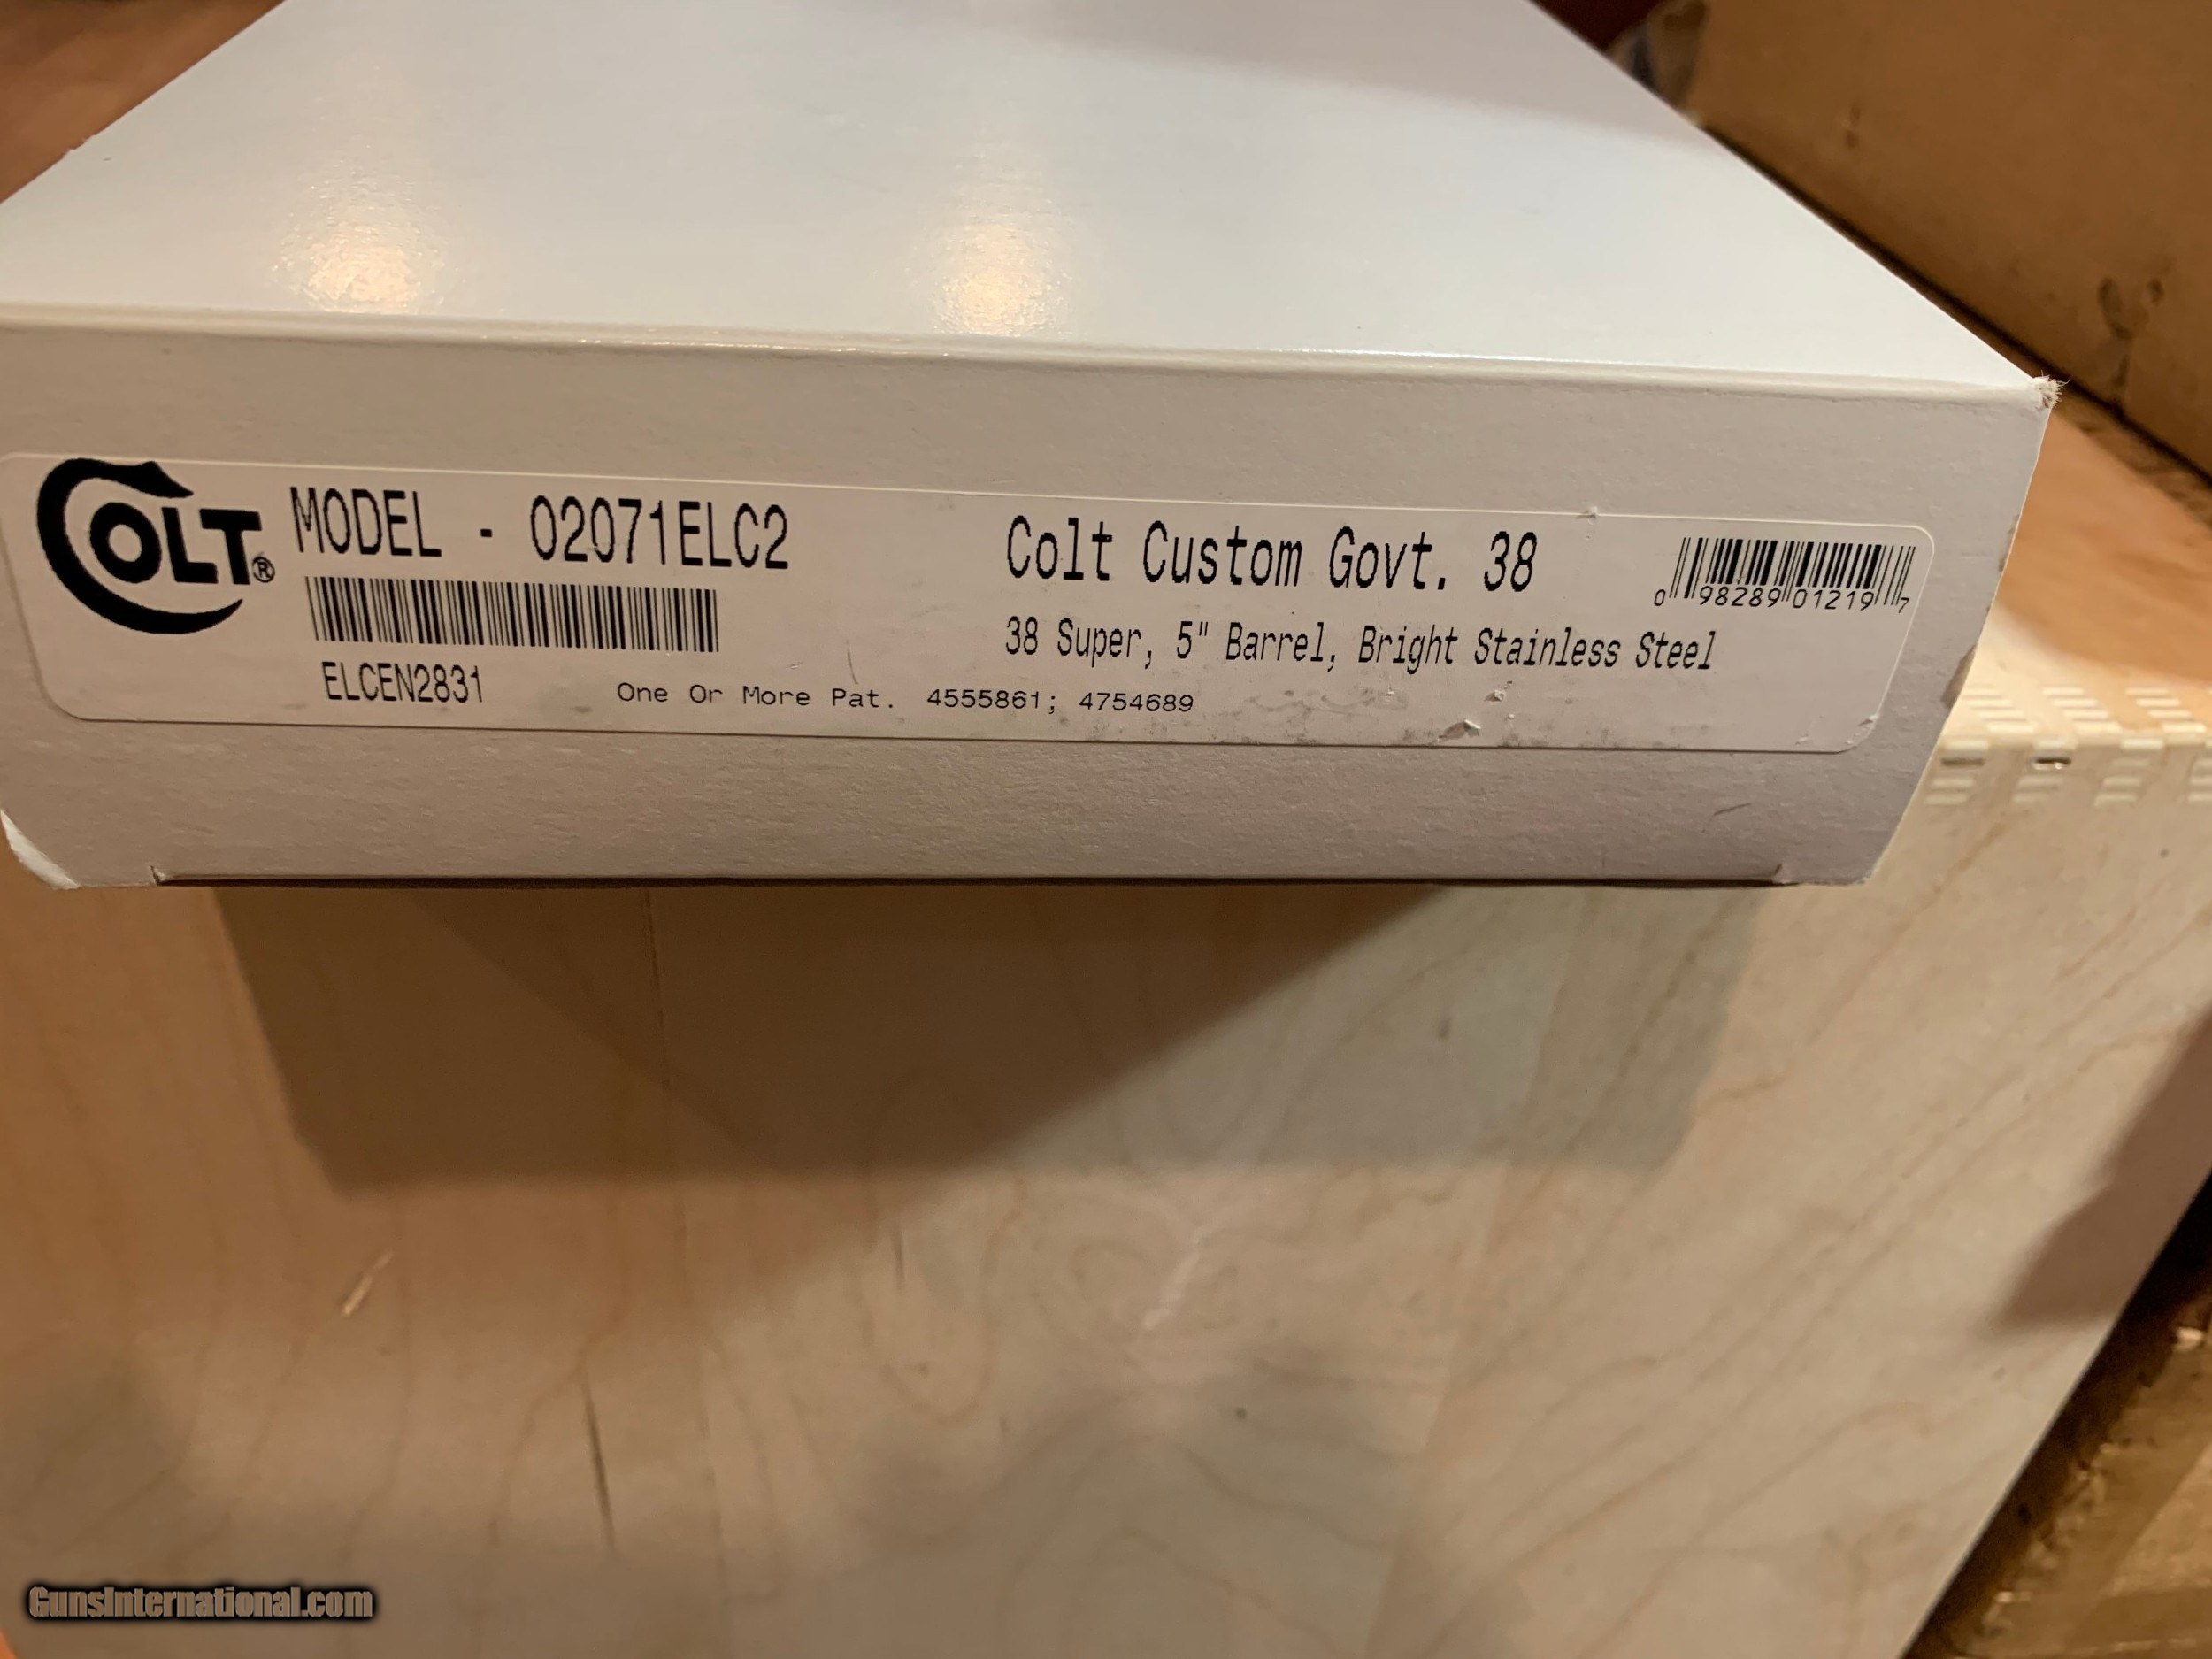 COLT®
MODEL - 02071ELC2
ELCEN2831
One Or More Pat. 4555861; 4754689
Colt Custom Govt. 38
38 Super, 5" Barrel, Bright Stainless Steel
0 98289 01219 7
GunsInternational.com